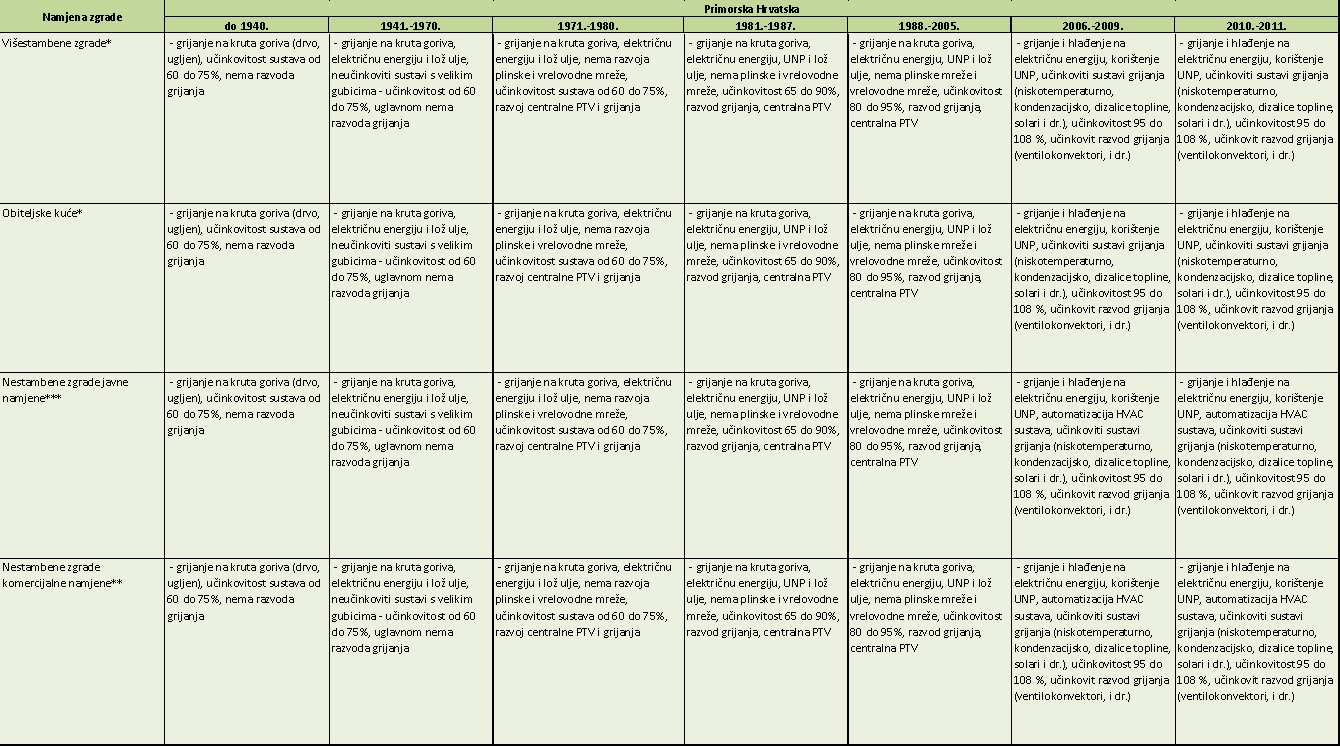 Namjena zgrade
Primorska Hrvatska
do 1940.
1941.-1970.
1971.-1980.
1981.-1987.
1988.-2005.
2006.-2009.
2010.-2011.
Višestambene zgrade*
- grijanje na kruta goriva (drvo,
ugljen), učinkovitost sustava od
60 do 75%, nema razvoda
grijanja
- grijanje na kruta goriva,
električnu energiju i lož ulje,
neučinkoviti sustavi s velikim
gubicima - učinkovitost od 60
do 75%, uglavnom nema
razvoda grijanja
- grijanje na kruta goriva, električnu
energiju i lož ulje, nema razvoja
plinske i vrelovodne mreže,
učinkovitost sustava od 60 do 75%,
razvoj centralne PTV i grijanja
- grijanje na kruta goriva,
električnu energiju, UNP i lož
ulje, nema plinske i vrelovodne
mreže, učinkovitost 65 do 90%,
razvod grijanja, centralna PTV
- grijanje na kruta goriva,
električnu energiju, UNP i lož
ulje, nema plinske mreže i
vrelovodne mreže, učinkovitost
80 do 95%, razvod grijanja,
centralna PTV
- grijanje i hlađenje na
električnu energiju, korištenje
UNP, učinkoviti sustavi grijanja
(niskotemperaturno,
kondenzacijsko, dizalice topline,
solari i dr.), učinkovitost 95 do
108 %, učinkovit razvod grijanja
(ventilokonvektori, i dr.)
- grijanje i hlađenje na
električnu energiju, korištenje
UNP, učinkoviti sustavi grijanja
(niskotemperaturno,
kondenzacijsko, dizalice topline,
solari i dr.), učinkovitost 95 do
108 %, učinkovit razvod grijanja
(ventilokonvektori, i dr.)
Obiteljske kuće*
- grijanje na kruta goriva (drvo,
ugljen), učinkovitost sustava od
60 do 75%, nema razvoda
grijanja
- grijanje na kruta goriva,
električnu energiju i lož ulje,
neučinkoviti sustavi s velikim
gubicima - učinkovitost od 60
do 75%, uglavnom nema
razvoda grijanja
- grijanje na kruta goriva, električnu
energiju i lož ulje, nema razvoja
plinske i vrelovodne mreže,
učinkovitost sustava od 60 do 75%,
razvoj centralne PTV i grijanja
- grijanje na kruta goriva,
električnu energiju, UNP i lož
ulje, nema plinske i vrelovodne
mreže, učinkovitost 65 do 90%,
razvod grijanja, centralna PTV
- grijanje na kruta goriva,
električnu energiju, UNP i lož
ulje, nema plinske mreže i
vrelovodne mreže, učinkovitost
80 do 95%, razvod grijanja,
centralna PTV
- grijanje i hlađenje na
električnu energiju, korištenje
UNP, učinkoviti sustavi grijanja
(niskotemperaturno,
kondenzacijsko, dizalice topline,
solari i dr.), učinkovitost 95 do
108 %, učinkovit razvod grijanja
(ventilokonvektori, i dr.)
- grijanje i hlađenje na
električnu energiju, korištenje
UNP, učinkoviti sustavi grijanja
(niskotemperaturno,
kondenzacijsko, dizalice topline,
solari i dr.), učinkovitost 95 do
108 %, učinkovit razvod grijanja
(ventilokonvektori, i dr.)
Nestambene zgrade javne
namjene***
- grijanje na kruta goriva (drvo,
ugljen), učinkovitost sustava od
60 do 75%, nema razvoda
grijanja
- grijanje na kruta goriva,
električnu energiju i lož ulje,
neučinkoviti sustavi s velikim
gubicima - učinkovitost od 60
do 75%, uglavnom nema
razvoda grijanja
- grijanje na kruta goriva, električnu
energiju i lož ulje, nema razvoja
plinske i vrelovodne mreže,
učinkovitost sustava od 60 do 75%,
razvoj centralne PTV i grijanja
- grijanje na kruta goriva,
električnu energiju, UNP i lož
ulje, nema plinske i vrelovodne
mreže, učinkovitost 65 do 90%,
razvod grijanja, centralna PTV
- grijanje na kruta goriva,
električnu energiju, UNP i lož
ulje, nema plinske mreže i
vrelovodne mreže, učinkovitost
80 do 95%, razvod grijanja,
centralna PTV
- grijanje i hlađenje na
električnu energiju, korištenje
UNP, automatizacija HVAC
sustava, učinkoviti sustavi
grijanja (niskotemperaturno,
kondenzacijsko, dizalice topline,
solari i dr.), učinkovitost 95 do
108 %, učinkovit razvod grijanja
(ventilokonvektori, i dr.)
- grijanje i hlađenje na
električnu energiju, korištenje
UNP, automatizacija HVAC
sustava, učinkoviti sustavi
grijanja (niskotemperaturno,
kondenzacijsko, dizalice topline,
solari i dr.), učinkovitost 95 do
108 %, učinkovit razvod grijanja
(ventilokonvektori, i dr.)
Nestambene zgrade
komercijalne namjene**
- grijanje na kruta goriva (drvo,
ugljen), učinkovitost sustava od
60 do 75%, nema razvoda
grijanja
- grijanje na kruta goriva,
električnu energiju i lož ulje,
neučinkoviti sustavi s velikim
gubicima - učinkovitost od 60
do 75%, uglavnom nema
razvoda grijanja
- grijanje na kruta goriva, električnu
energiju i lož ulje, nema razvoja
plinske i vrelovodne mreže,
učinkovitost sustava od 60 do 75%,
razvoj centralne PTV i grijanja
- grijanje na kruta goriva,
električnu energiju, UNP i lož
ulje, nema plinske i vrelovodne
mreže, učinkovitost 65 do 90%,
razvod grijanja, centralna PTV
- grijanje na kruta goriva,
električnu energiju, UNP i lož
ulje, nema plinske mreže i
vrelovodne mreže, učinkovitost
80 do 95%, razvod grijanja,
centralna PTV
- grijanje i hlađenje na
električnu energiju, korištenje
UNP, automatizacija HVAC
sustava, učinkoviti sustavi
grijanja (niskotemperaturno,
kondenzacijsko, dizalice topline,
solari i dr.), učinkovitost 95 do
108 %, učinkovit razvod grijanja
(ventilokonvektori, i dr.)
- grijanje i hlađenje na
električnu energiju, korištenje
UNP, automatizacija HVAC
sustava, učinkoviti sustavi
grijanja (niskotemperaturno,
kondenzacijsko, dizalice topline,
solari i dr.), učinkovitost 95 do
108 %, učinkovit razvod grijanja
(ventilokonvektori, i dr.)